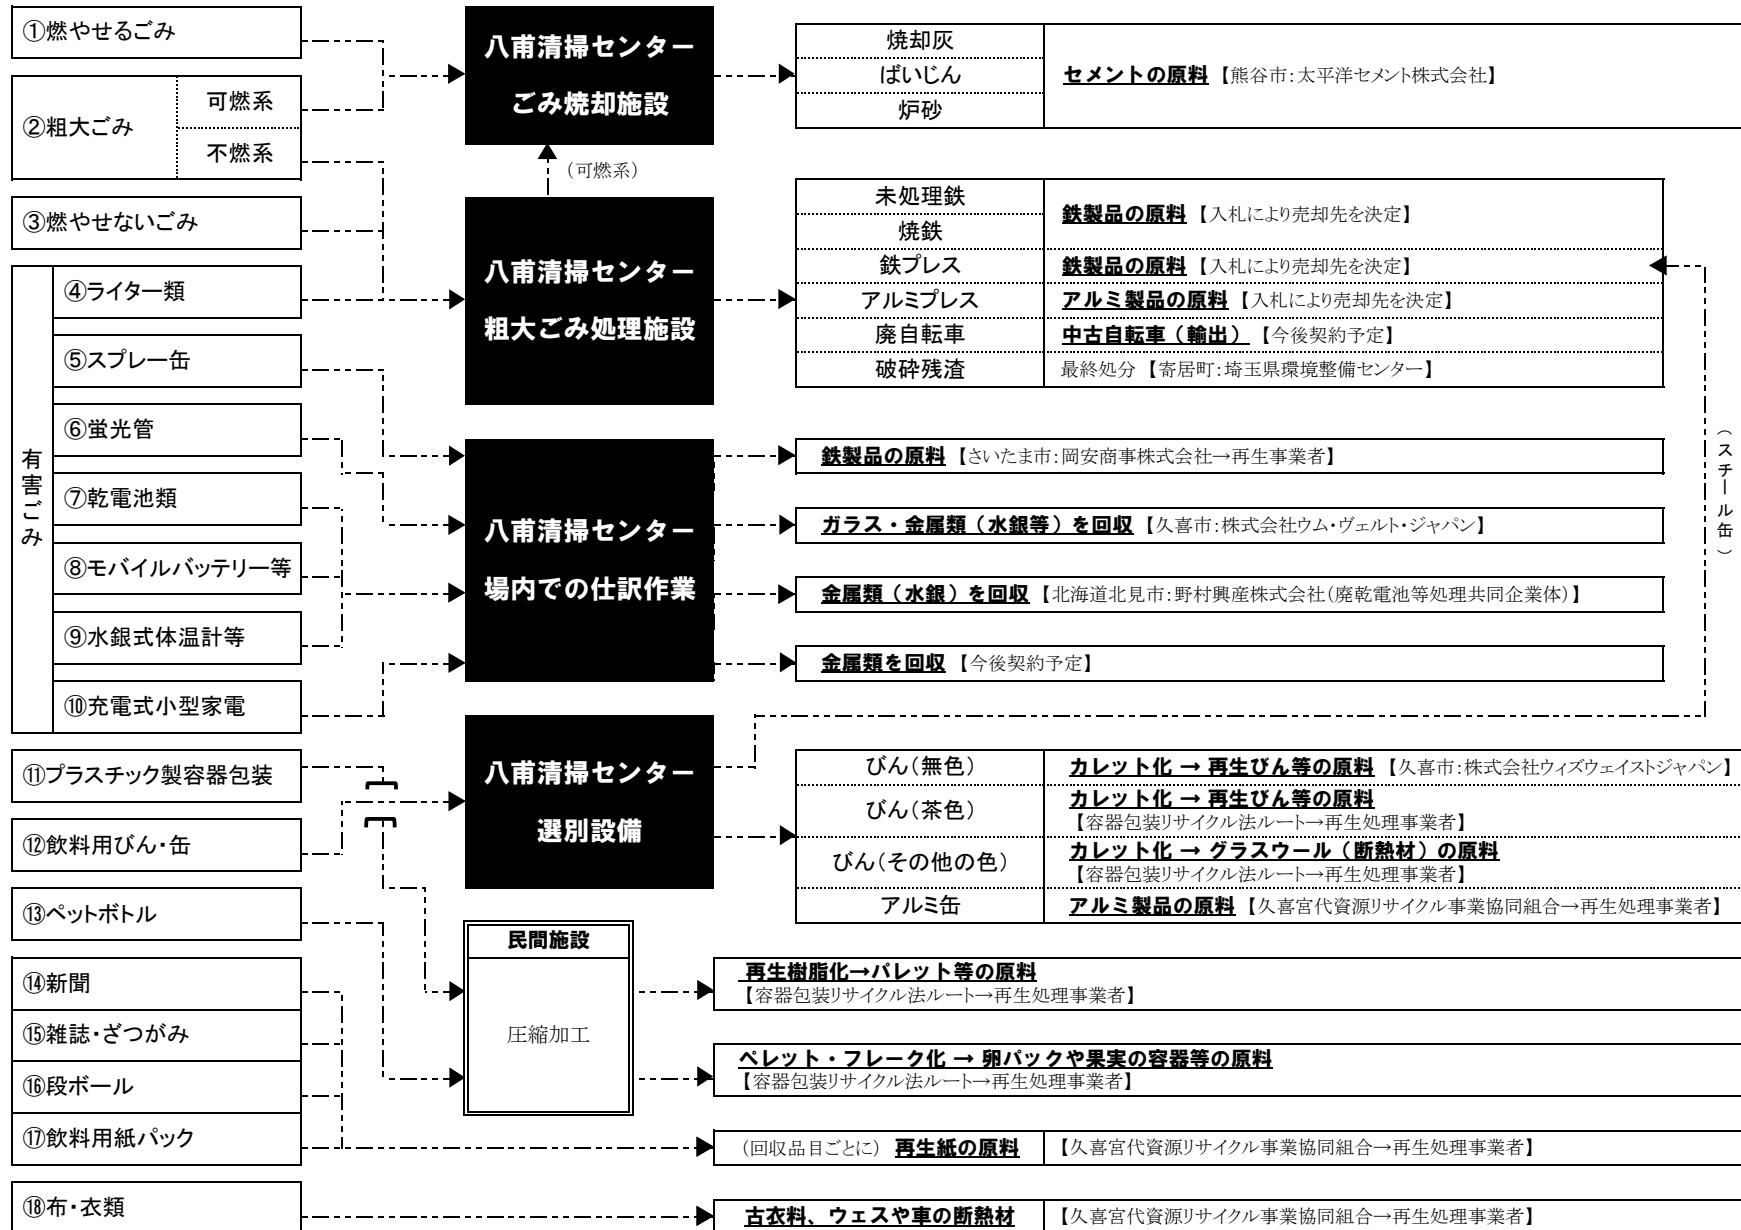 ①燃やせるごみ
②粗大ごみ
可燃系
不燃系
③燃やせないごみ
有害ごみ
④ライター類
⑤スプレー缶
⑥蛍光管
⑦乾電池類
⑧モバイルバッテリー等
⑨水銀式体温計等
⑩充電式小型家電
⑪プラスチック製容器包装
⑫飲料用びん・缶
⑬ペットボトル
⑭新聞
⑮雑誌・ざつがみ
⑯段ボール
⑰飲料用紙パック
⑱布・衣類
八甫清掃センター
ごみ焼却施設
(可燃系)
八甫清掃センター
粗大ごみ処理施設
八甫清掃センター
場内での仕訳作業
八甫清掃センター
選別設備
民間施設
圧縮加工
焼却灰
ばいじん
炉砂
セメントの原料 【熊谷市:太平洋セメント株式会社】
未処理鉄
焼鉄
鉄製品の原料 【入札により売却先を決定】
鉄プレス
鉄製品の原料 【入札により売却先を決定】
アルミプレス
アルミ製品の原料 【入札により売却先を決定】
廃自転車
中古自転車(輸出) 【今後契約予定】
破砕残渣
最終処分 【寄居町:埼玉県環境整備センター】
(スチール缶)
鉄製品の原料 【さいたま市:岡安商事株式会社→再生事業者】
ガラス・金属類(水銀等)を回収 【久喜市:株式会社ウム・ヴェルト・ジャパン】
金属類(水銀)を回収 【北海道北見市:野村興産株式会社(廃乾電池等処理共同企業体)】
金属類を回収 【今後契約予定】
びん(無色)
カレット化 → 再生びん等の原料 【久喜市:株式会社ウィズウェイストジャパン】
びん(茶色)
カレット化 → 再生びん等の原料
【容器包装リサイクル法ルート→再生処理事業者】
びん(その他の色)
カレット化 → グラスウール(断熱材)の原料
【容器包装リサイクル法ルート→再生処理事業者】
アルミ缶
アルミ製品の原料 【久喜宮代資源リサイクル事業協同組合→再生処理事業者】
再生樹脂化→パレット等の原料
【容器包装リサイクル法ルート→再生処理事業者】
ペレット・フレーク化 → 卵パックや果実の容器等の原料
【容器包装リサイクル法ルート→再生処理事業者】
(回収品目ごとに) 再生紙の原料
【久喜宮代資源リサイクル事業協同組合→再生処理事業者】
古衣料、ウェスや車の断熱材
【久喜宮代資源リサイクル事業協同組合→再生処理事業者】